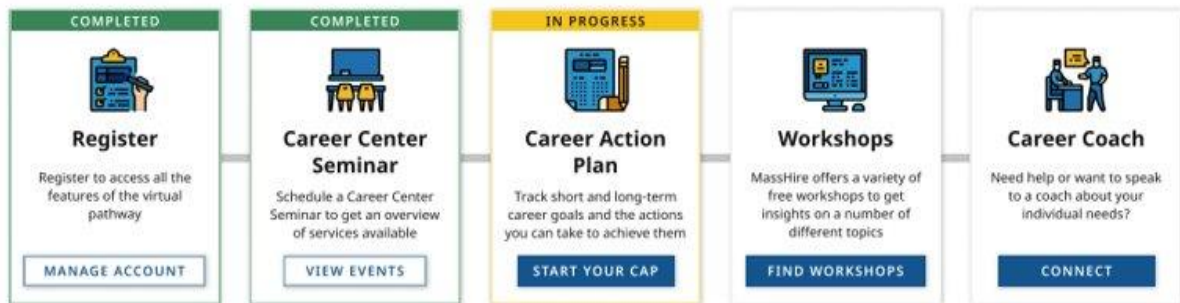 COMPLETED
Register
Register to access all the
features of the virtual
pathway
MANAGE ACCOUNT
COMPLETED
Career Center
Seminar
Schedule a Career Center
Seminar to get an overview
of services available
VIEW EVENTS
IN PROGRESS
Career Action
Plan
Track short and long-term
career goals and the actions
you can take to achieve them
START YOUR CAP
Workshops
MassHire offers a variety of
free workshops to get
insights on a number of
different topics
FIND WORKSHOPS
Career Coach
Need help or want to speak
to a coach about your
individual needs?
CONNECT